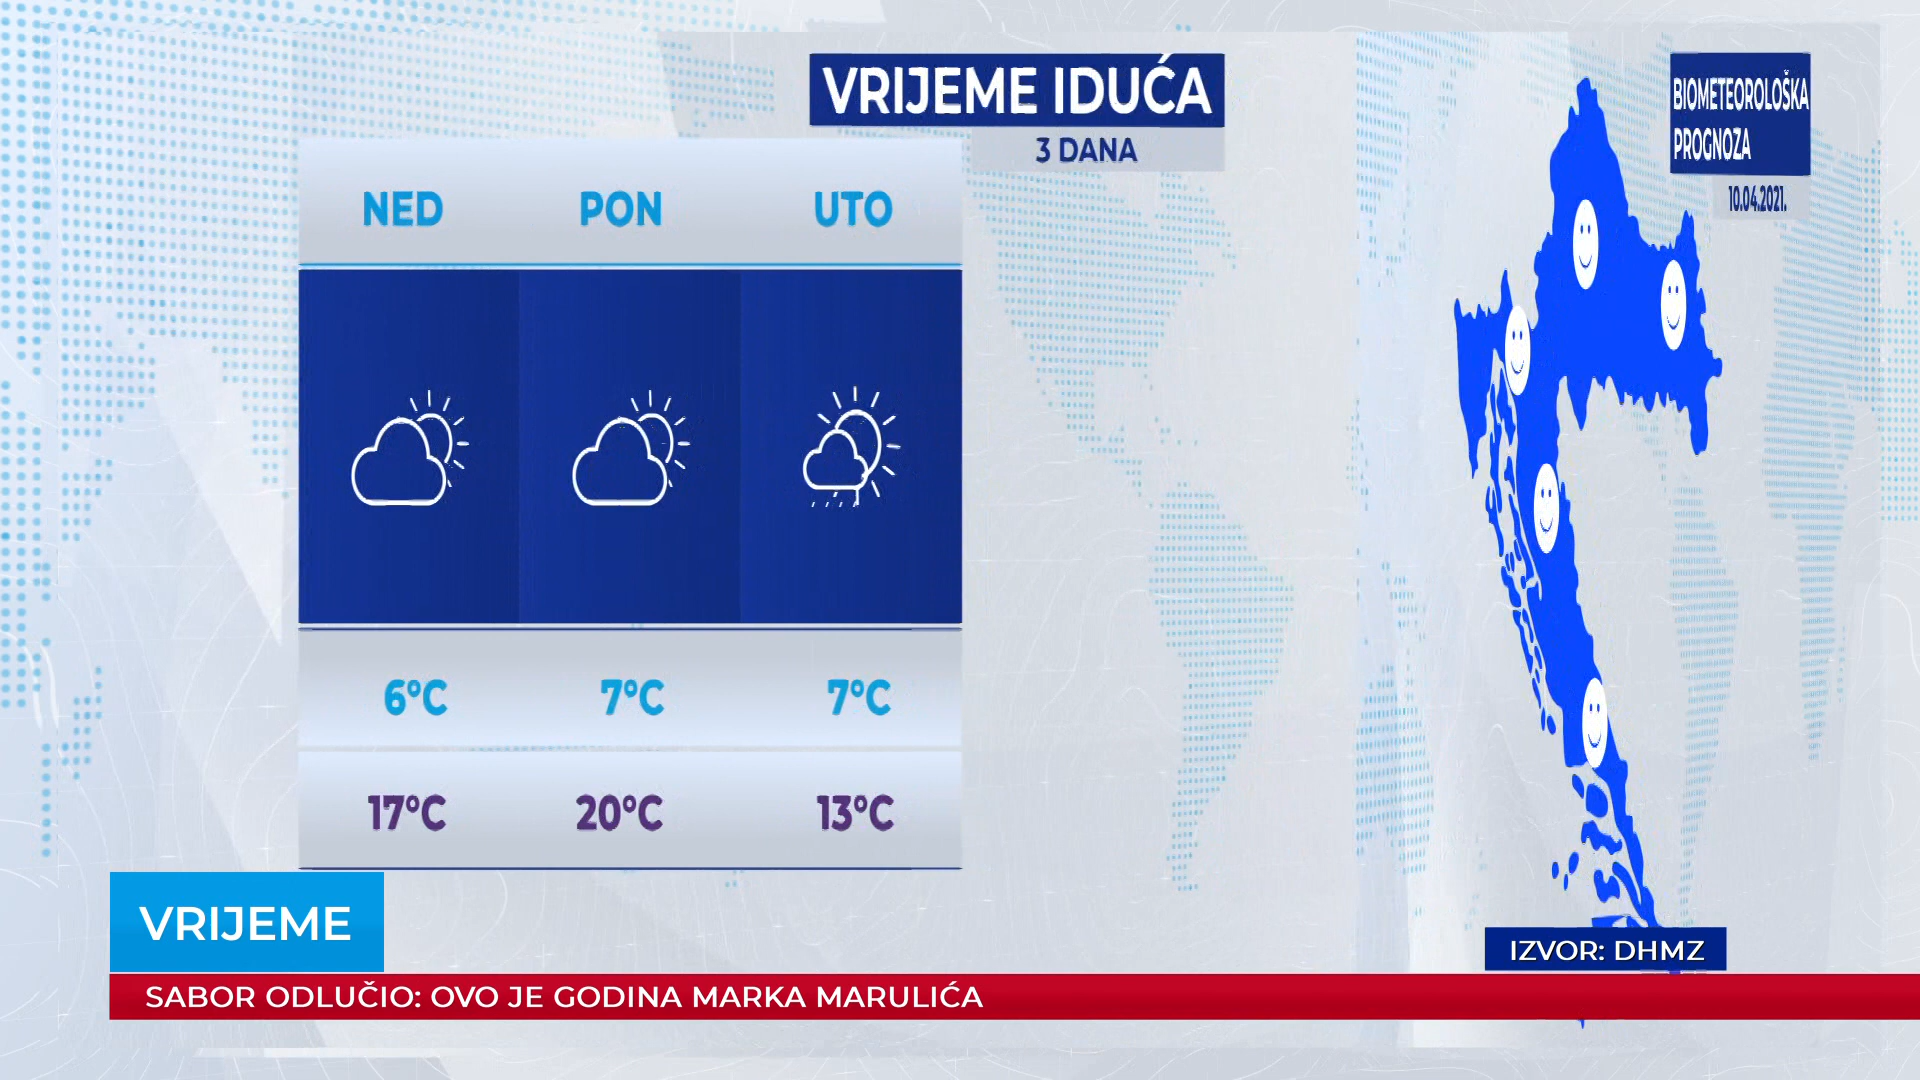 VRIJEME IDUĆA
3 DANA
NED PON UTO
6°C 7°C 7°C
17°C 20°C 13°C
BIOMETEOROLOŠKA
PROGNOZA
10.04.2021.
VRIJEME
IZVOR: DHMZ
SABOR ODLUČIO: OVO JE GODINA MARKA MARULIĆA